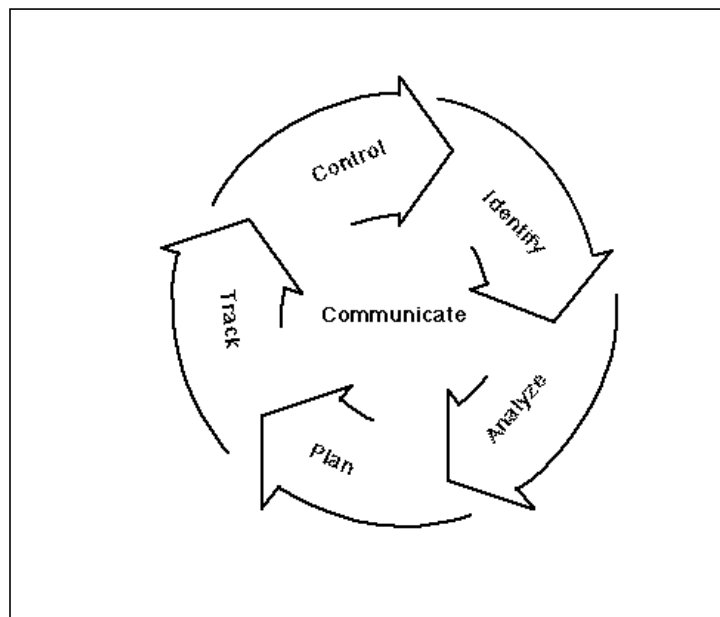 Control
Identify
Communicate
Track
Analyze
Plan